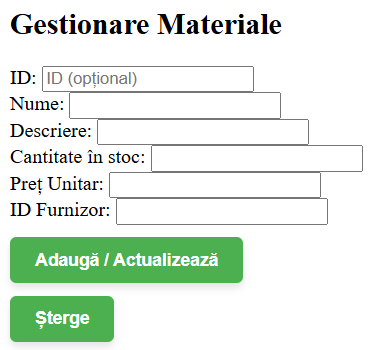 Gestionare Materiale
ID: ID (opțional)
Nume:
Descriere:
Cantitate în stoc:
Preț Unitar:
ID Furnizor:
Adaugă / Actualizează
Șterge